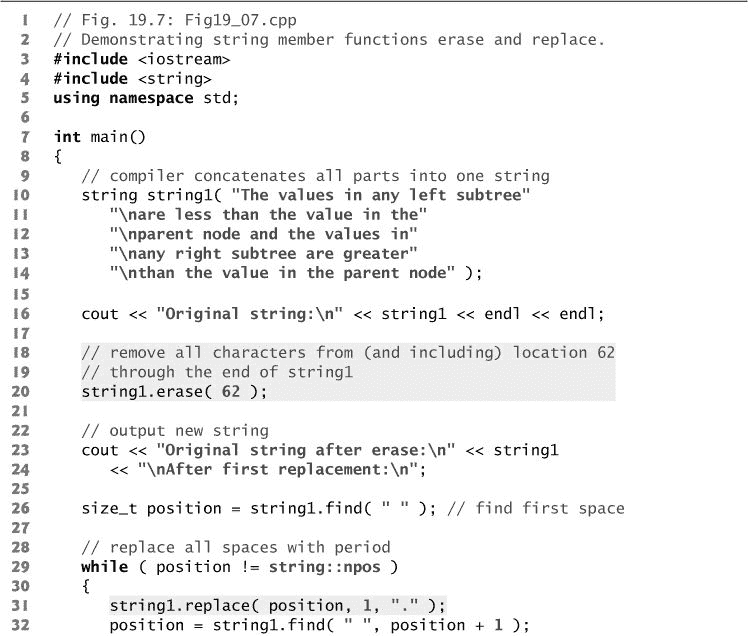 1 // Fig. 19.7: Fig19_07.cpp
2 // Demonstrating string member functions erase and replace.
3 #include <iostream>
4 #include <string>
5 using namespace std;
6
7 int main()
8 {
9 // compiler concatenates all parts into one string
10 string string1( "The values in any left subtree"
11 "\nare less than the value in the"
12 "\nparent node and the values in"
13 "\nany right subtree are greater"
14 "\nthan the value in the parent node" );
15
16 cout << "Original string:\n" << string1 << endl << endl;
17
18 // remove all characters from (and including) location 62
19 // through the end of string1
20 string1.erase( 62 );
21
22 // output new string
23 cout << "Original string after erase:\n" << string1
24 << "\nAfter first replacement:\n";
25
26 size_t position = string1.find( " " ); // find first space
27
28 // replace all spaces with period
29 while ( position != string::npos )
30 {
31 string1.replace( position, 1, "." );
32 position = string1.find( " ", position + 1 );